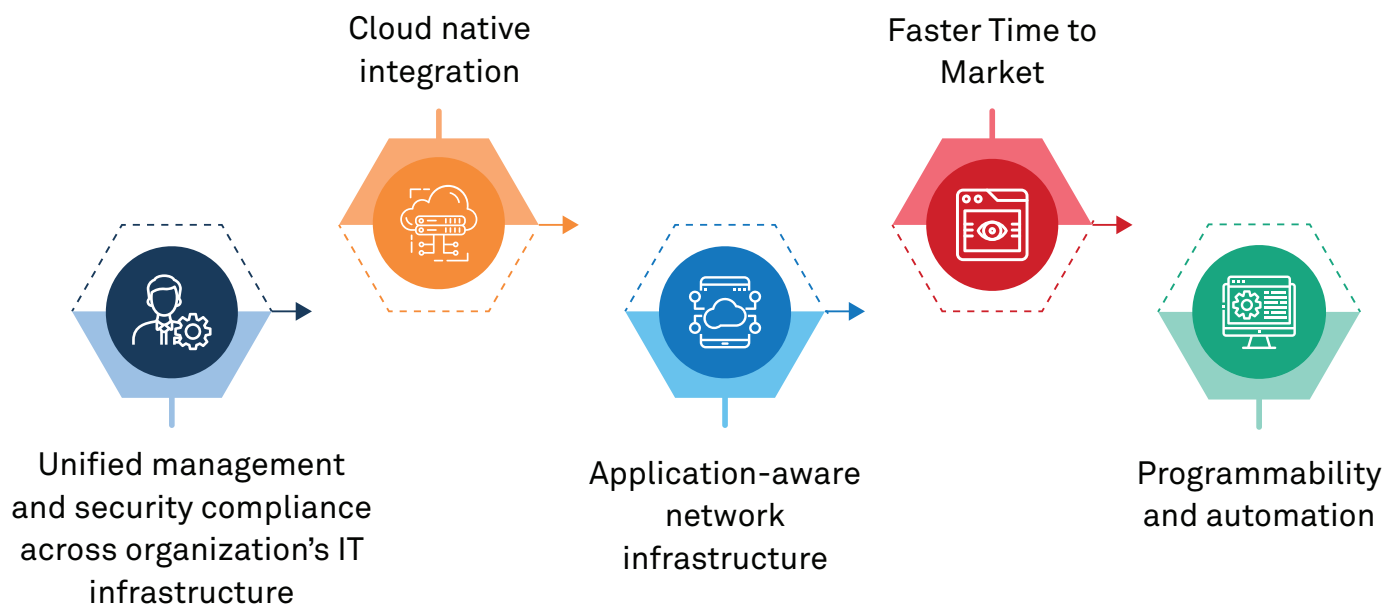 Unified management
and security compliance
across organization’s IT
infrastructure
Cloud native
integration
Application-aware
network
infrastructure
Faster Time to
Market
Programmability
and automation